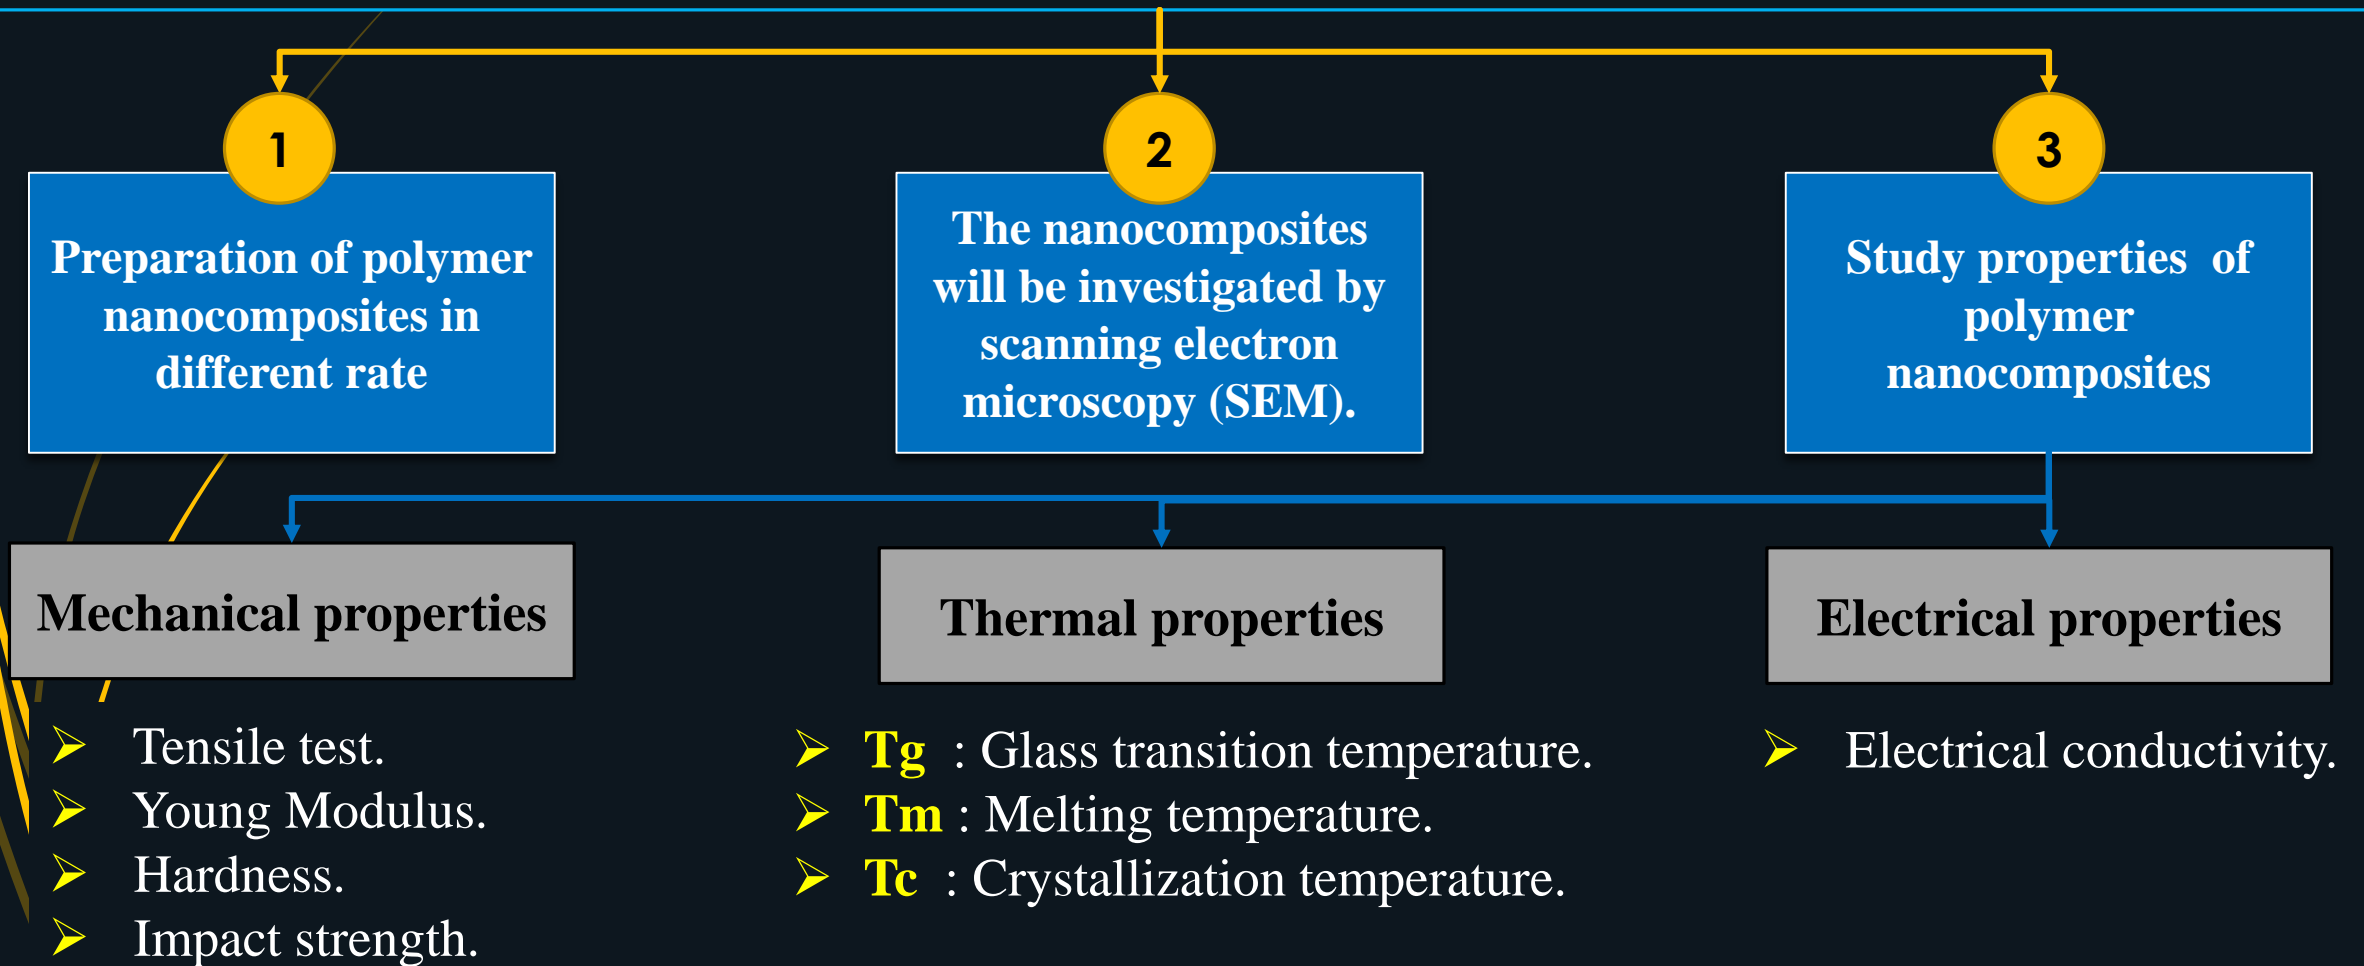 1
Preparation of polymer
nanocomposites in
different rate
2
The nanocomposites
will be investigated by
scanning electron
microscopy (SEM).
3
Study properties of
polymer
nanocomposites
Mechanical properties
Thermal properties
Electrical properties
➢ Tensile test.
➢ Young Modulus.
➢ Hardness.
➢ Impact strength.
➢ Tg : Glass transition temperature.
➢ Tm : Melting temperature.
➢ Tc : Crystallization temperature.
➢ Electrical conductivity.